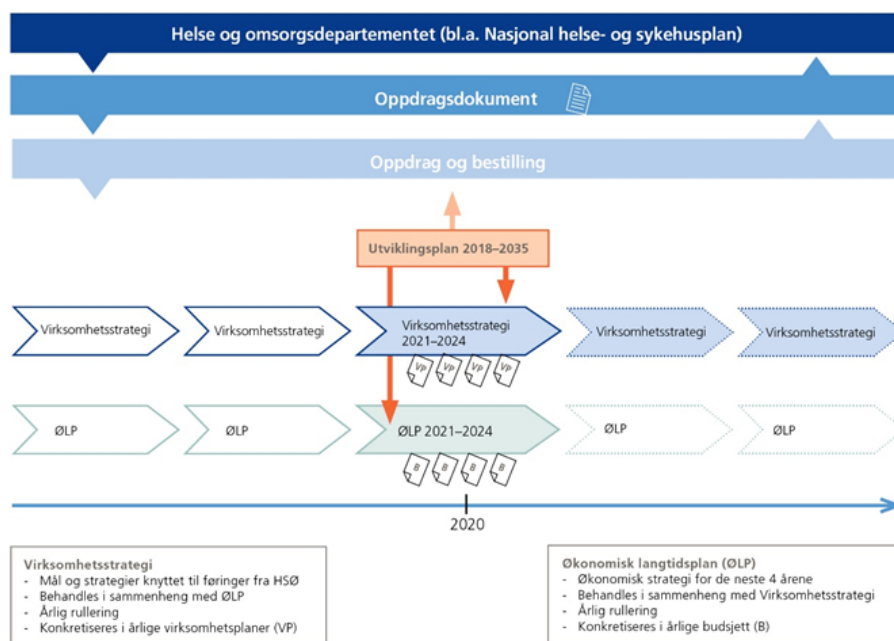 Helse og omsorgsdepartementet (bl.a. Nasjonal helse- og sykehusplan)
Oppdragsdokument
Oppdrag og bestilling
Utviklingsplan 2018–2035
Virksomhetsstrategi
Virksomhetsstrategi
Virksomhetsstrategi
2021–2024
Virksomhetsstrategi
Virksomhetsstrategi
VP
VP
VP
VP
ØLP
ØLP
ØLP 2021–2024
ØLP
ØLP
B
B
B
B
2020
Virksomhetsstrategi
- Mål og strategier knyttet til føringer fra HSØ
- Behandles i sammenheng med ØLP
- Årlig rullering
- Konkretiseres i årlige virksomhetsplaner (VP)
Økonomisk langtidsplan (ØLP)
- Økonomisk strategi for de neste 4 årene
- Behandles i sammenheng med Virksomhetsstrategi
- Årlig rullering
- Konkretiseres i årlige budsjett (B)